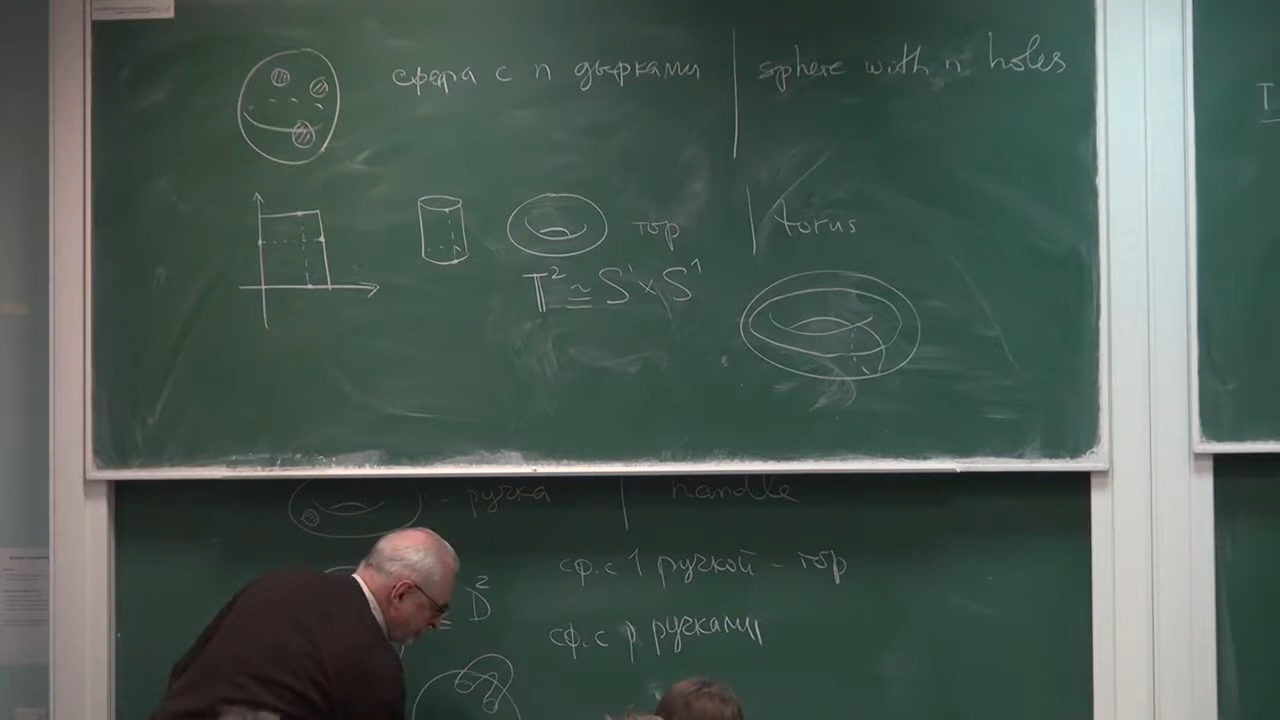 сфера с n дырками | sphere with n holes
тор | torus
T² ≃ S¹ × S¹
- ручка | handle
сф. с 1 ручкой - тор
= D²
сф. с p ручками
T